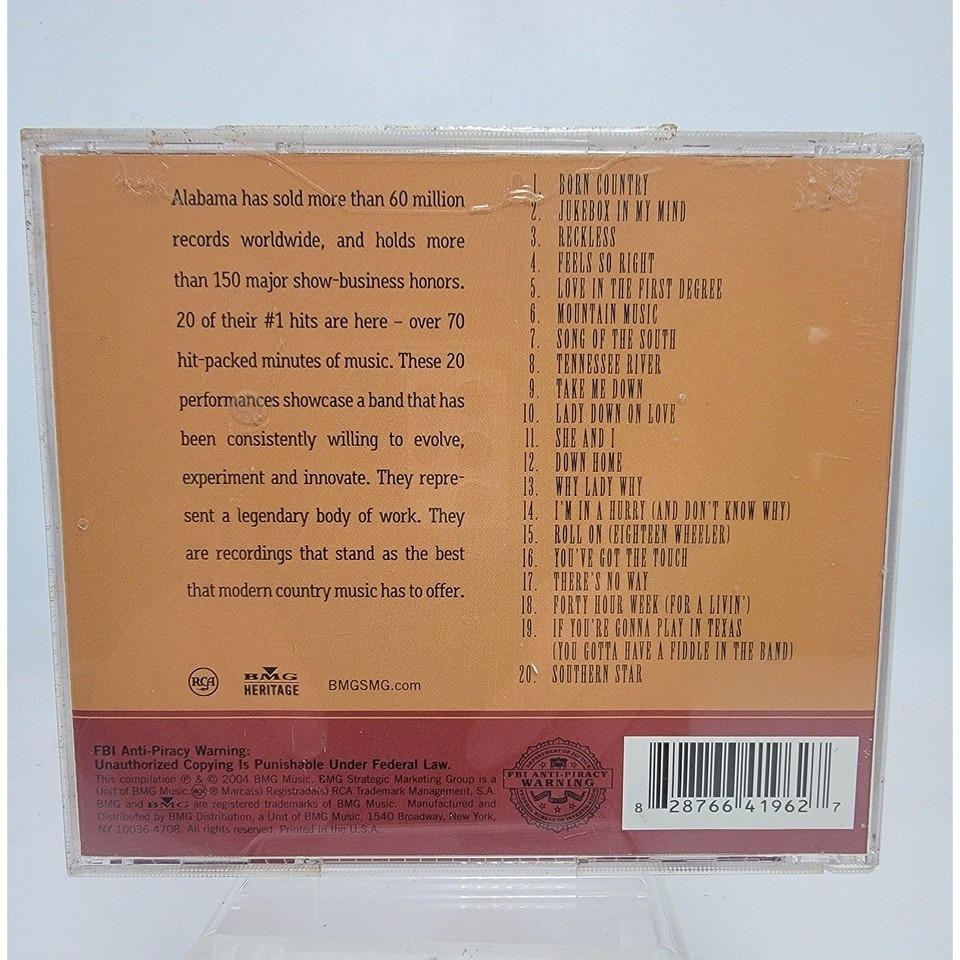 Alabama has sold more than 60 million
records worldwide, and holds more
than 150 major show-business honors.
20 of their #1 hits are here – over 70
hit-packed minutes of music. These 20
performances showcase a band that has
been consistently willing to evolve,
experiment and innovate. They repre-
sent a legendary body of work. They
are recordings that stand as the best
that modern country music has to offer.
1. BORN COUNTRY
2. JUKEBOX IN MY MIND
3. RECKLESS
4. FEELS SO RIGHT
5. LOVE IN THE FIRST DEGREE
6. MOUNTAIN MUSIC
7. SONG OF THE SOUTH
8. TENNESSEE RIVER
9. TAKE ME DOWN
10. LADY DOWN ON LOVE
11. SHE AND I
12. DOWN HOME
13. WHY LADY WHY
14. I'M IN A HURRY (AND DON'T KNOW WHY)
15. ROLL ON (EIGHTEEN WHEELER)
16. YOU'VE GOT THE TOUCH
17. THERE'S NO WAY
18. FORTY HOUR WEEK (FOR A LIVIN')
19. IF YOU'RE GONNA PLAY IN TEXAS
(YOU GOTTA HAVE A FIDDLE IN THE BAND)
20. SOUTHERN STAR
RCA
BMG
HERITAGE
BMGSMG.com
FBI Anti-Piracy Warning:
Unauthorized Copying Is Punishable Under Federal Law.
This compilation ℗ & © 2004 BMG Music. BMG Strategic Marketing Group is a
Unit of BMG Music. RCA ® Marca(s) Registrada(s) RCA Trademark Management, S.A.
BMG and BMG are registered trademarks of BMG Music. Manufactured and
Distributed by BMG Distribution, a Unit of BMG Music, 1540 Broadway, New York,
NY 10036-4708. All rights reserved. Printed in the U.S.A.
FBI ANTI-PIRACY
WARNING
8 28766 41962 7